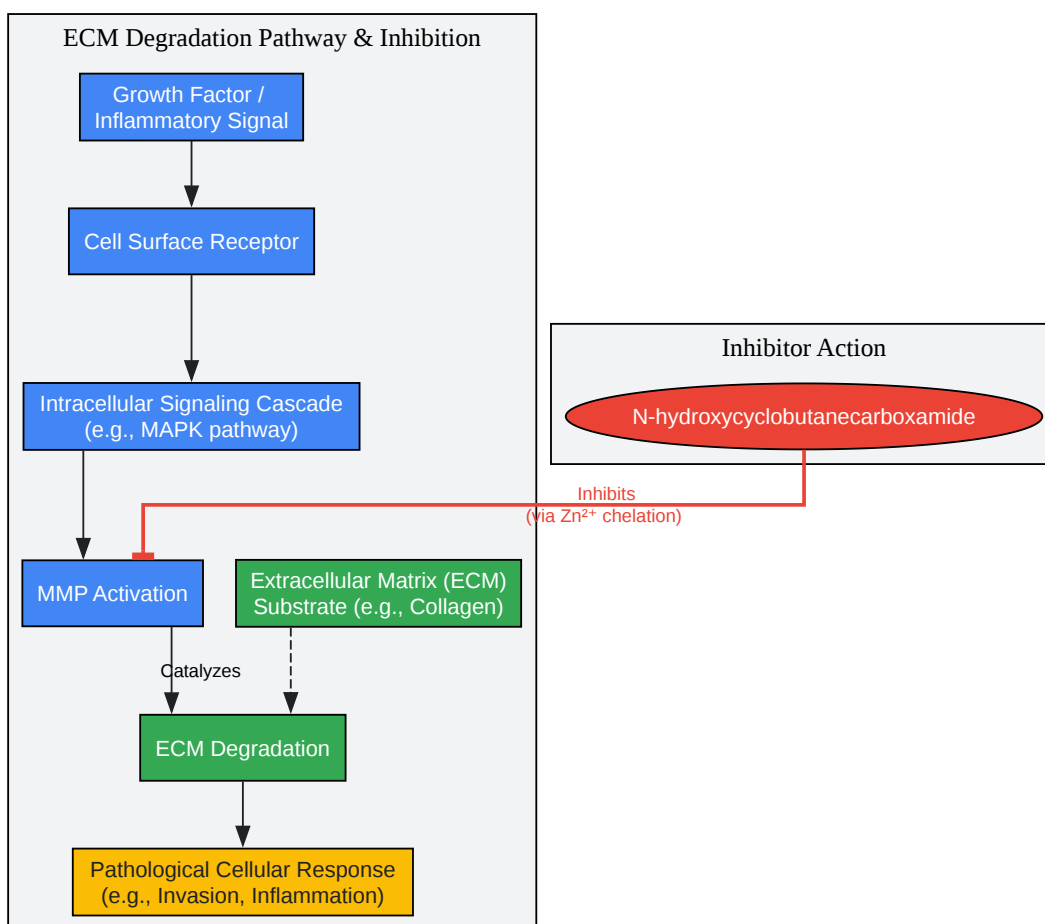 ECM Degradation Pathway & Inhibition
Growth Factor /
Inflammatory Signal
Cell Surface Receptor
Intracellular Signaling Cascade
(e.g., MAPK pathway)
Inhibitor Action
N-hydroxycyclobutanecarboxamide
Inhibits
(via Zn²⁺ chelation)
MMP Activation
Extracellular Matrix (ECM)
Substrate (e.g., Collagen)
Catalyzes
ECM Degradation
Pathological Cellular Response
(e.g., Invasion, Inflammation)